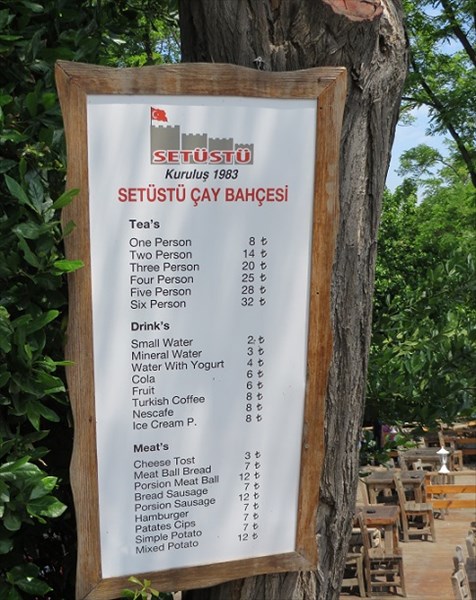 SETÜSTÜ
Kuruluş 1983
SETÜSTÜ ÇAY BAHÇESİ
Tea's
One Person 8 ₺
Two Person 14 ₺
Three Person 20 ₺
Four Person 25 ₺
Five Person 28 ₺
Six Person 32 ₺
Drink's
Small Water 2 ₺
Mineral Water 3 ₺
Water With Yogurt 4 ₺
Cola 6 ₺
Fruit 6 ₺
Turkish Coffee 8 ₺
Nescafe 8 ₺
Ice Cream P. 8 ₺
Meat's
Cheese Tost 3 ₺
Meat Ball Bread 7 ₺
Porsion Meat Ball 12 ₺
Bread Sausage 7 ₺
Porsion Sausage 12 ₺
Hamburger 7 ₺
Patates Cips 7 ₺
Simple Potato 7 ₺
Mixed Potato 12 ₺